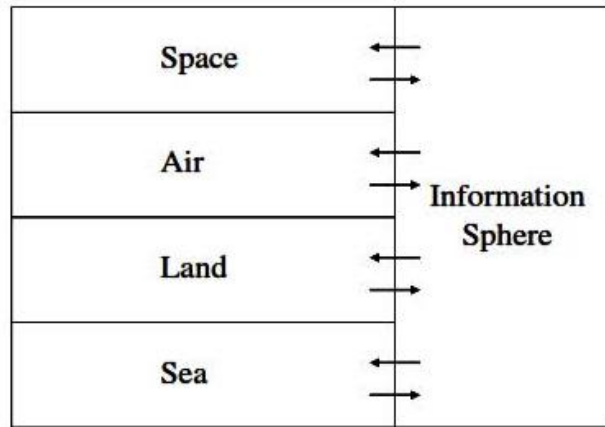 Space
Air
Land
Sea
Information
Sphere